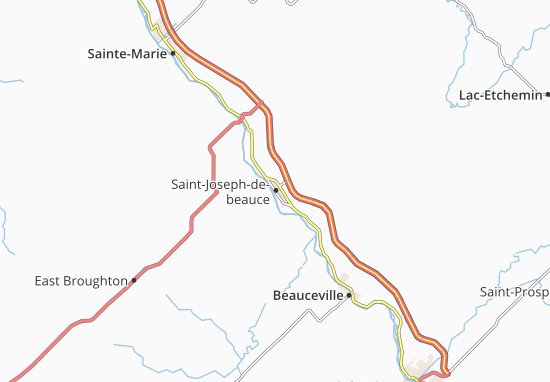 Sainte-Marie
Lac-Etchemin
Saint-Joseph-de-
beauce
East Broughton
Saint-Prosp
Beauceville